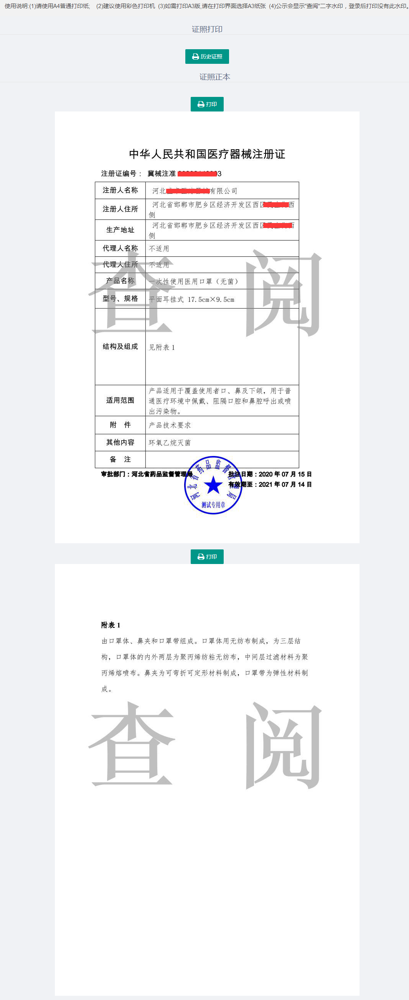 使用说明:(1)请使用A4普通打印纸; (2)建议使用彩色打印机 (3)如需打印A3版,请在打印界面选择A3纸张 (4)公示会显示"查阅"二字水印，登录后打印没有此水印。
证照打印
历史证照
证照正本
打印
中华人民共和国医疗器械注册证
注册证编号： 冀械注准 3
注册人名称 河北 有限公司
注册人住所 河北省邯郸市肥乡区经济开发区西区 西
侧
生产地址 河北省邯郸市肥乡区经济开发区西区 西
侧
代理人名称 不适用
代理人住所 不适用
产品名称 一次性使用医用口罩（无菌）
型号、规格 平面耳挂式 17.5cm×9.5cm
查 阅
结构及组成 见附表 1
适用范围 产品适用于覆盖使用者口、鼻及下颌，用于普
通医疗环境中佩戴、阻隔口腔和鼻腔呼出或喷
出污染物。
附 件 产品技术要求
其他内容 环氧乙烷灭菌
备 注
审批部门：河北省药品监督管理局 批准日期：2020 年 07 月 15 日
有效期至：2021 年 07 月 14 日
河北省药品监督管理局
测试专用章
打印
附表 1
由口罩体、鼻夹和口罩带组成。口罩体用无纺布制成，为三层结
构，口罩体的内外两层为聚丙烯纺粘无纺布，中间层过滤材料为聚
丙烯熔喷布。鼻夹为可弯折可定形材料制成，口罩带为弹性材料制
成。
查 阅